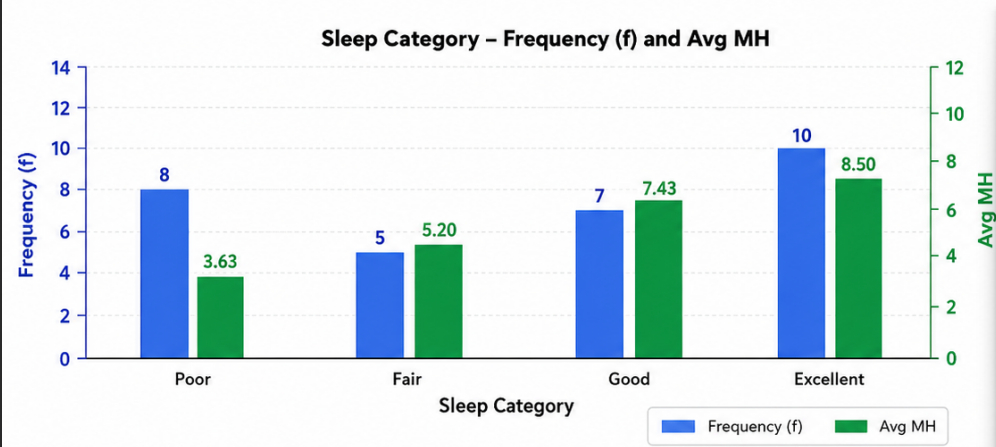 Sleep Category – Frequency (f) and Avg MH
Frequency (f)
14
12
10
8
6
4
2
0
8
3.63
5
5.20
7
7.43
10
8.50
12
10
8
6
4
2
0
Avg MH
Poor
Fair
Good
Excellent
Sleep Category
Frequency (f)
Avg MH